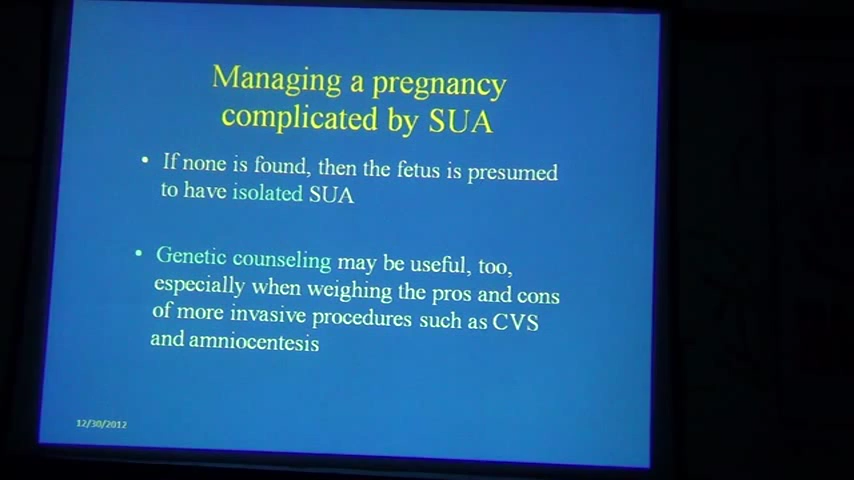 Managing a pregnancy
complicated by SUA
• If none is found, then the fetus is presumed
to have isolated SUA
• Genetic counseling may be useful, too,
especially when weighing the pros and cons
of more invasive procedures such as CVS
and amniocentesis
12/30/2012